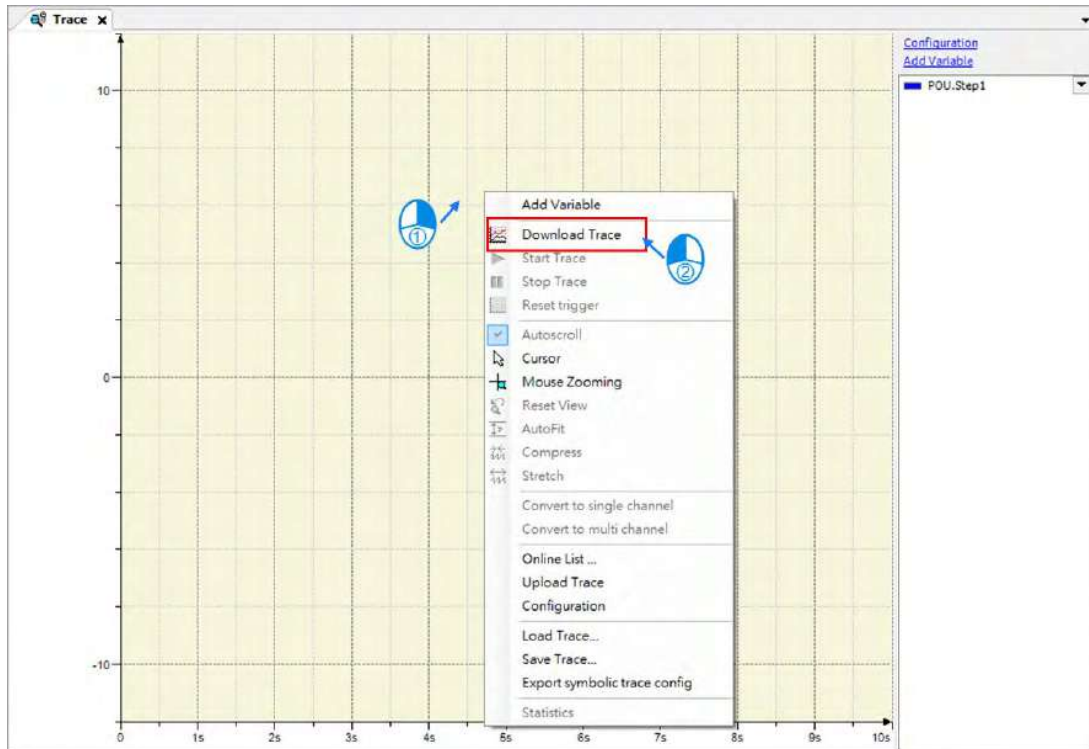 Trace x
Configuration
Add Variable
POU.Step1
10
0
-10
①
②
Add Variable
Download Trace
Start Trace
Stop Trace
Reset trigger
Autoscroll
Cursor
Mouse Zooming
Reset View
AutoFit
Compress
Stretch
Convert to single channel
Convert to multi channel
Online List ...
Upload Trace
Configuration
Load Trace...
Save Trace...
Export symbolic trace config
Statistics
0 1s 2s 3s 4s 5s 6s 7s 8s 9s 10s